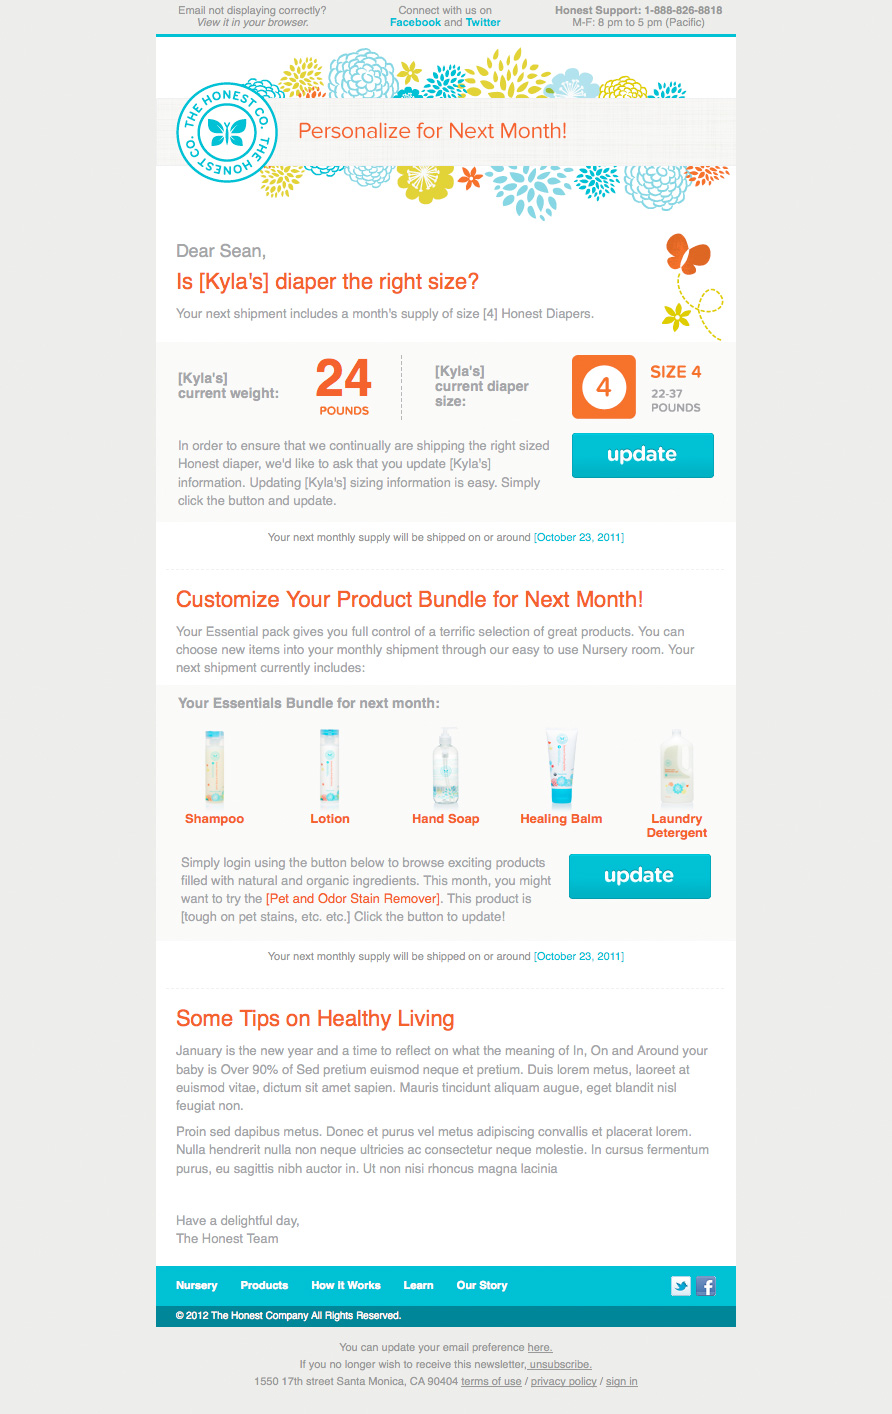 Email not displaying correctly?
View it in your browser.
Connect with us on
Facebook and Twitter
Honest Support: 1-888-826-8818
M-F: 8 pm to 5 pm (Pacific)
THE HONEST CO. THE HONEST CO.
Personalize for Next Month!
Dear Sean,
Is [Kyla's] diaper the right size?
Your next shipment includes a month's supply of size [4] Honest Diapers.
[Kyla's]
current weight:
24
POUNDS
[Kyla's]
current diaper
size:
4
SIZE 4
22-37
POUNDS
In order to ensure that we continually are shipping the right sized
Honest diaper, we'd like to ask that you update [Kyla's]
information. Updating [Kyla's] sizing information is easy. Simply
click the button and update.
update
Your next monthly supply will be shipped on or around [October 23, 2011]
Customize Your Product Bundle for Next Month!
Your Essential pack gives you full control of a terrific selection of great products. You can
choose new items into your monthly shipment through our easy to use Nursery room. Your
next shipment currently includes:
Your Essentials Bundle for next month:
Shampoo
Lotion
Hand Soap
Healing Balm
Laundry
Detergent
Simply login using the button below to browse exciting products
filled with natural and organic ingredients. This month, you might
want to try the [Pet and Odor Stain Remover]. This product is
[tough on pet stains, etc. etc.] Click the button to update!
update
Your next monthly supply will be shipped on or around [October 23, 2011]
Some Tips on Healthy Living
January is the new year and a time to reflect on what the meaning of In, On and Around your
baby is Over 90% of Sed pretium euismod neque et pretium. Duis lorem metus, laoreet at
euismod vitae, dictum sit amet sapien. Mauris tincidunt aliquam augue, eget blandit nisl
feugiat non.
Proin sed dapibus metus. Donec et purus vel metus adipiscing convallis et placerat lorem.
Nulla hendrerit nulla non neque ultricies ac consectetur neque molestie. In cursus fermentum
purus, eu sagittis nibh auctor in. Ut non nisi rhoncus magna lacinia
Have a delightful day,
The Honest Team
Nursery Products How it Works Learn Our Story
© 2012 The Honest Company All Rights Reserved.
You can update your email preference here.
If you no longer wish to receive this newsletter, unsubscribe.
1550 17th street Santa Monica, CA 90404 terms of use / privacy policy / sign in